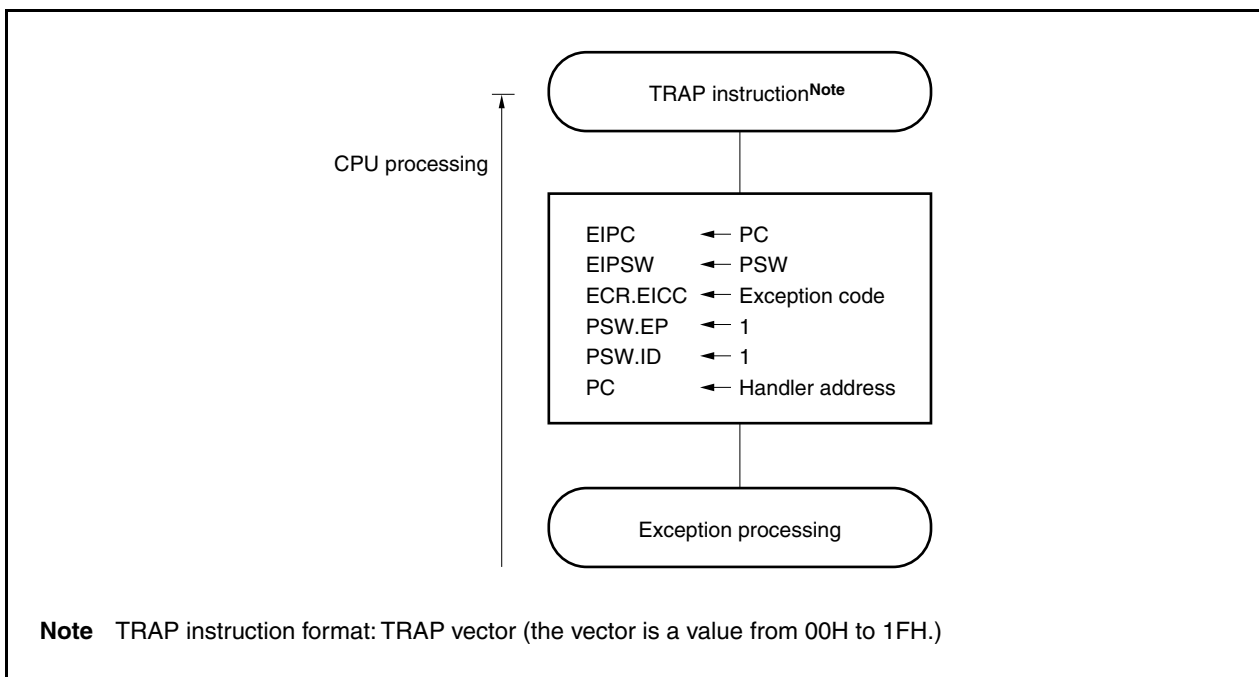 TRAP instructionNote
CPU processing
EIPC ← PC
EIPSW ← PSW
ECR.EICC ← Exception code
PSW.EP ← 1
PSW.ID ← 1
PC ← Handler address
Exception processing
Note TRAP instruction format: TRAP vector (the vector is a value from 00H to 1FH.)